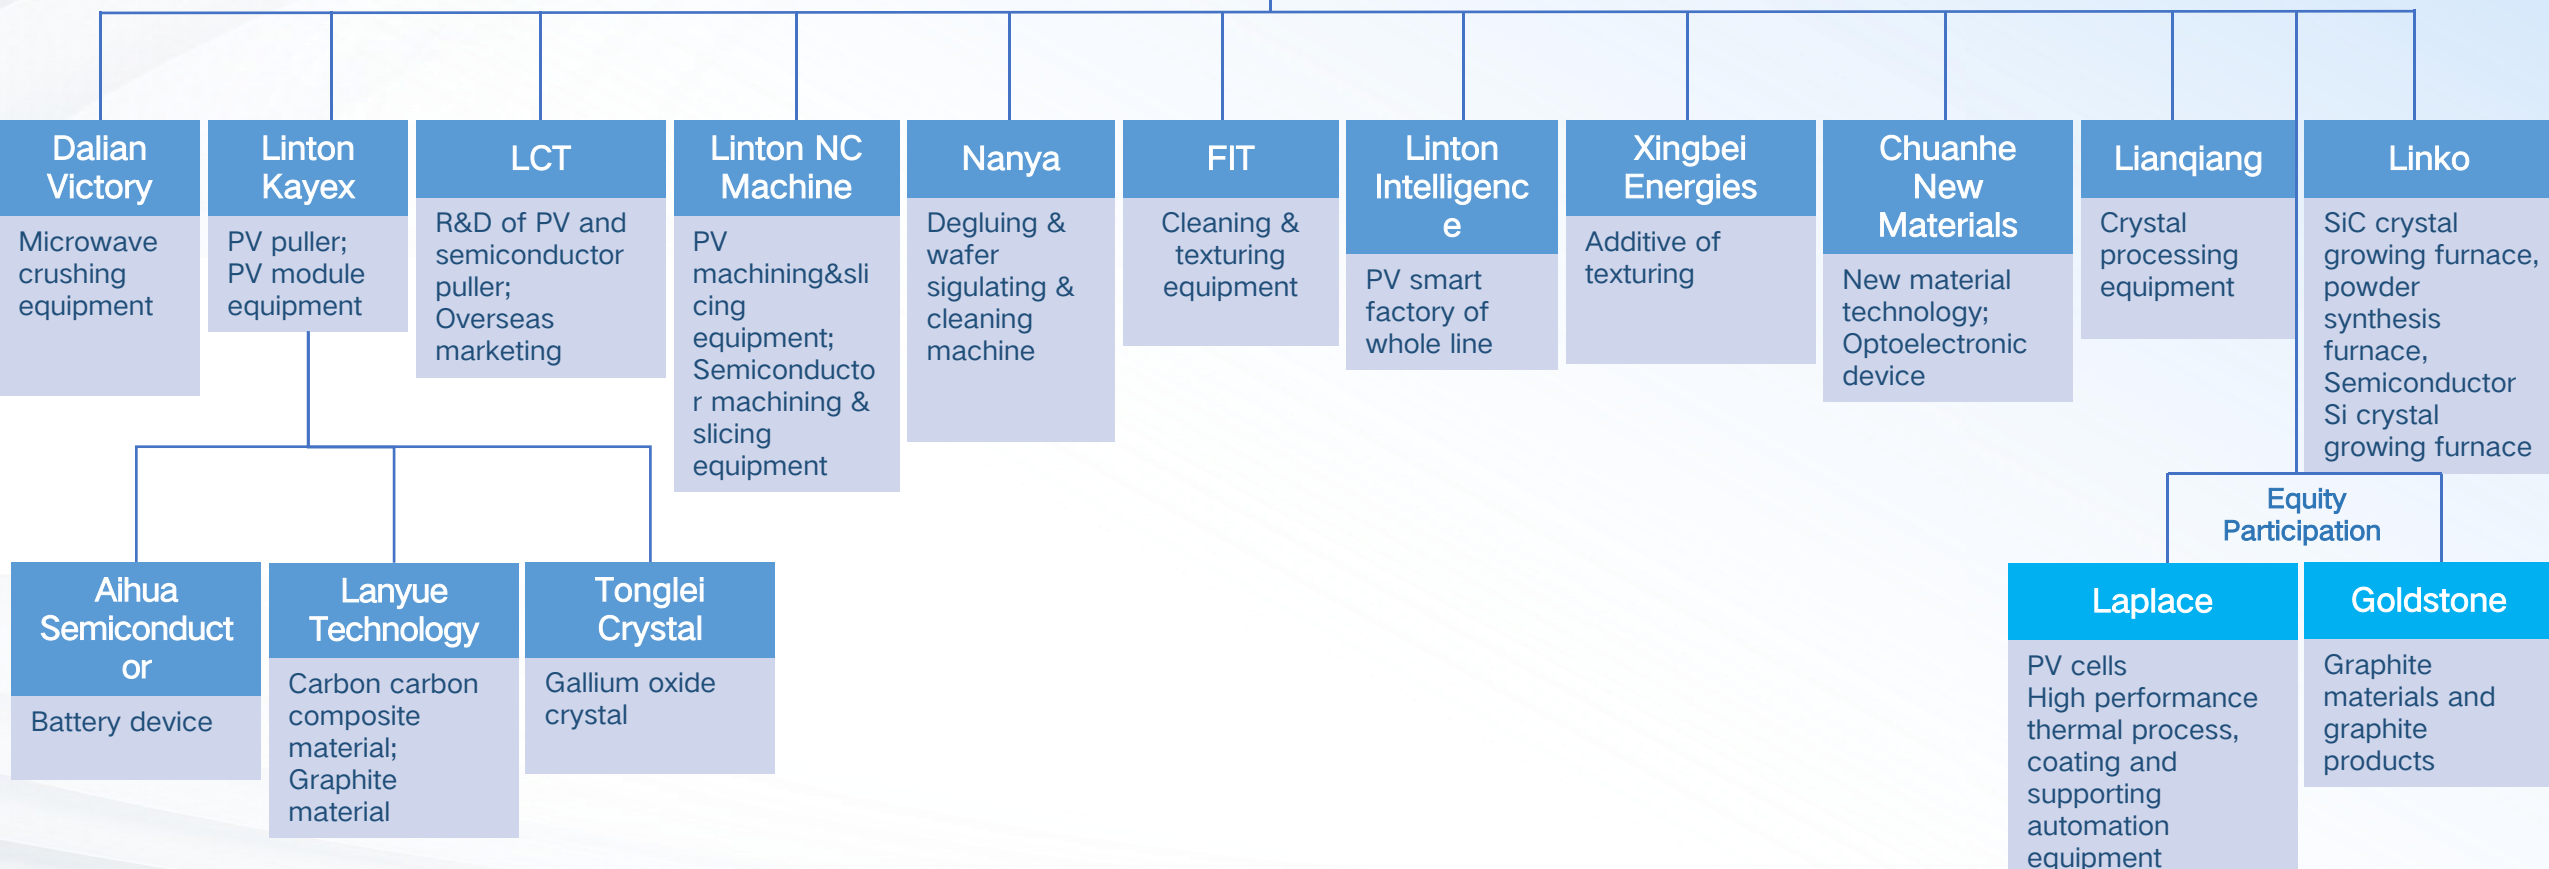 Dalian
Victory
Microwave
crushing
equipment
Linton
Kayex
PV puller;
PV module
equipment
LCT
R&D of PV and
semiconductor
puller;
Overseas
marketing
Linton NC
Machine
PV
machining&sli
cing
equipment;
Semiconducto
r machining &
slicing
equipment
Nanya
Degluing &
wafer
sigulating &
cleaning
machine
FIT
Cleaning &
texturing
equipment
Linton
Intelligenc
e
PV smart
factory of
whole line
Xingbei
Energies
Additive of
texturing
Chuanhe
New
Materials
New material
technology;
Optoelectronic
device
Lianqiang
Crystal
processing
equipment
Linko
SiC crystal
growing furnace,
powder
synthesis
furnace,
Semiconductor
Si crystal
growing furnace
Equity
Participation
Aihua
Semiconduct
or
Battery device
Lanyue
Technology
Carbon carbon
composite
material;
Graphite
material
Tonglei
Crystal
Gallium oxide
crystal
Laplace
PV cells
High performance
thermal process,
coating and
supporting
automation
equipment
Goldstone
Graphite
materials and
graphite
products